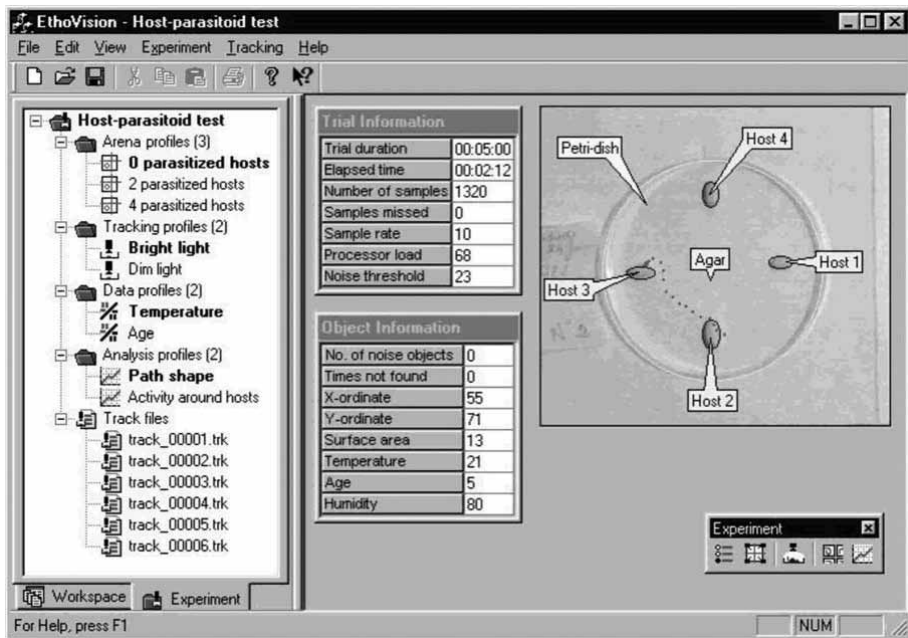 EthoVision - Host-parasitoid test
File Edit View Experiment Tracking Help
Host-parasitoid test
Arena profiles (3)
0 parasitized hosts
2 parasitized hosts
4 parasitized hosts
Tracking profiles (2)
Bright light
Dim light
Data profiles (2)
Temperature
Age
Analysis profiles (2)
Path shape
Activity around hosts
Track files
track_00001.trk
track_00002.trk
track_00003.trk
track_00004.trk
track_00005.trk
track_00006.trk
Workspace Experiment
Trial Information
Trial duration 00:05:00
Elapsed time 00:02:12
Number of samples 1320
Samples missed 0
Sample rate 10
Processor load 68
Noise threshold 23
Object Information
No. of noise objects 0
Times not found 0
X-ordinate 55
Y-ordinate 71
Surface area 13
Temperature 21
Age 5
Humidity 80
Petri-dish
Host 4
Agar
Host 1
Host 3
Host 2
Experiment
For Help, press F1
NUM